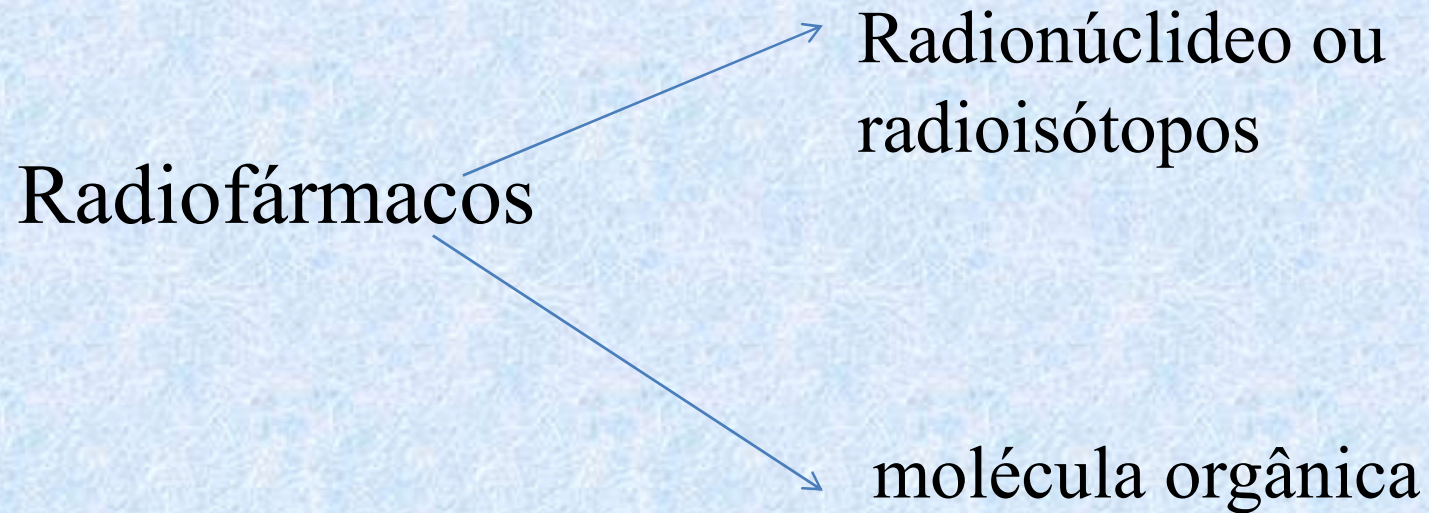 Radionúclideo ou
radioisótopos
Radiofármacos
molécula orgânica